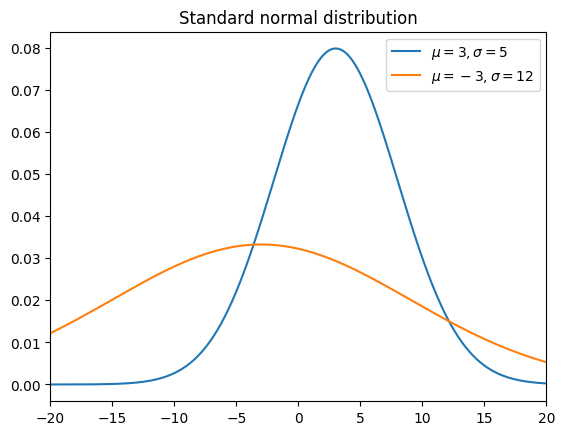 Standard normal distribution
μ = 3, σ = 5
μ = −3, σ = 12
0.08
0.07
0.06
0.05
0.04
0.03
0.02
0.01
0.00
−20 −15 −10 −5 0 5 10 15 20